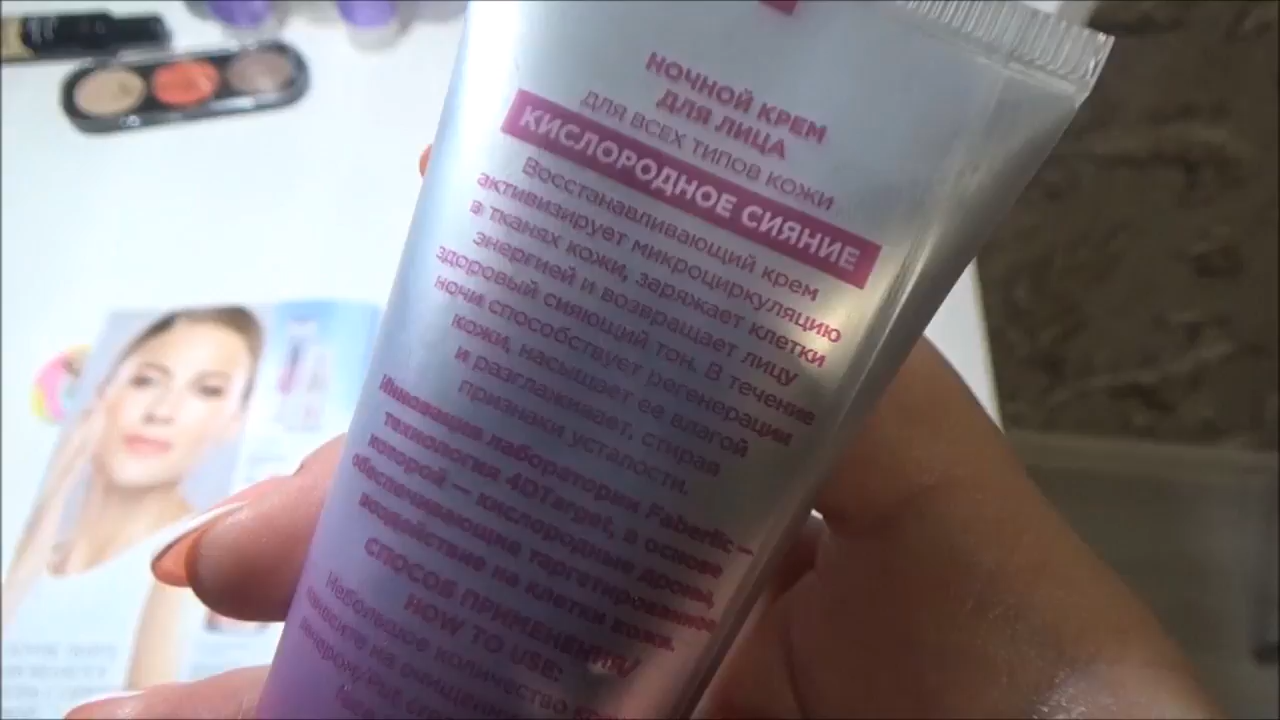 НОЧНОЙ КРЕМ
ДЛЯ ЛИЦА
ДЛЯ ВСЕХ ТИПОВ КОЖИ
КИСЛОРОДНОЕ СИЯНИЕ
Восстанавливающий крем
активизирует микроциркуляцию
в тканях кожи, заряжает клетки
энергией и возвращает лицу
здоровый сияющий тон. В течение
ночи способствует регенерации
кожи, насыщает ее влагой
и разглаживает, стирая
признаки усталости.
Инновация лаборатории Faberlic —
технология 4DTarget, в основе
которой — кислородные дроны,
обеспечивающие таргетированное
воздействие на клетки кожи.
СПОСОБ ПРИМЕНЕНИЯ/
HOW TO USE:
Небольшое количество
нанесите на
вечером/Put